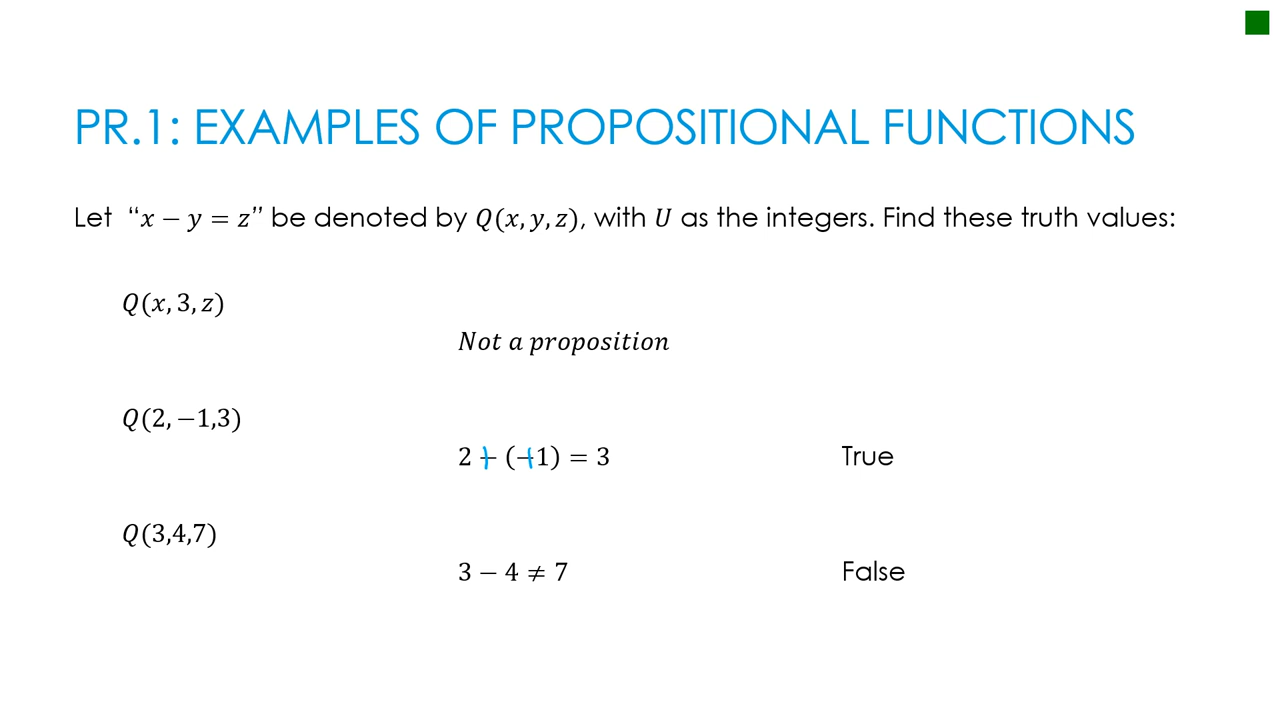 PR.1: EXAMPLES OF PROPOSITIONAL FUNCTIONS
Let “x − y = z” be denoted by Q(x, y, z), with U as the integers. Find these truth values:
Q(x, 3, z)
Not a proposition
Q(2, −1,3)
2 − (−1) = 3 True
Q(3,4,7)
3 − 4 ≠ 7 False